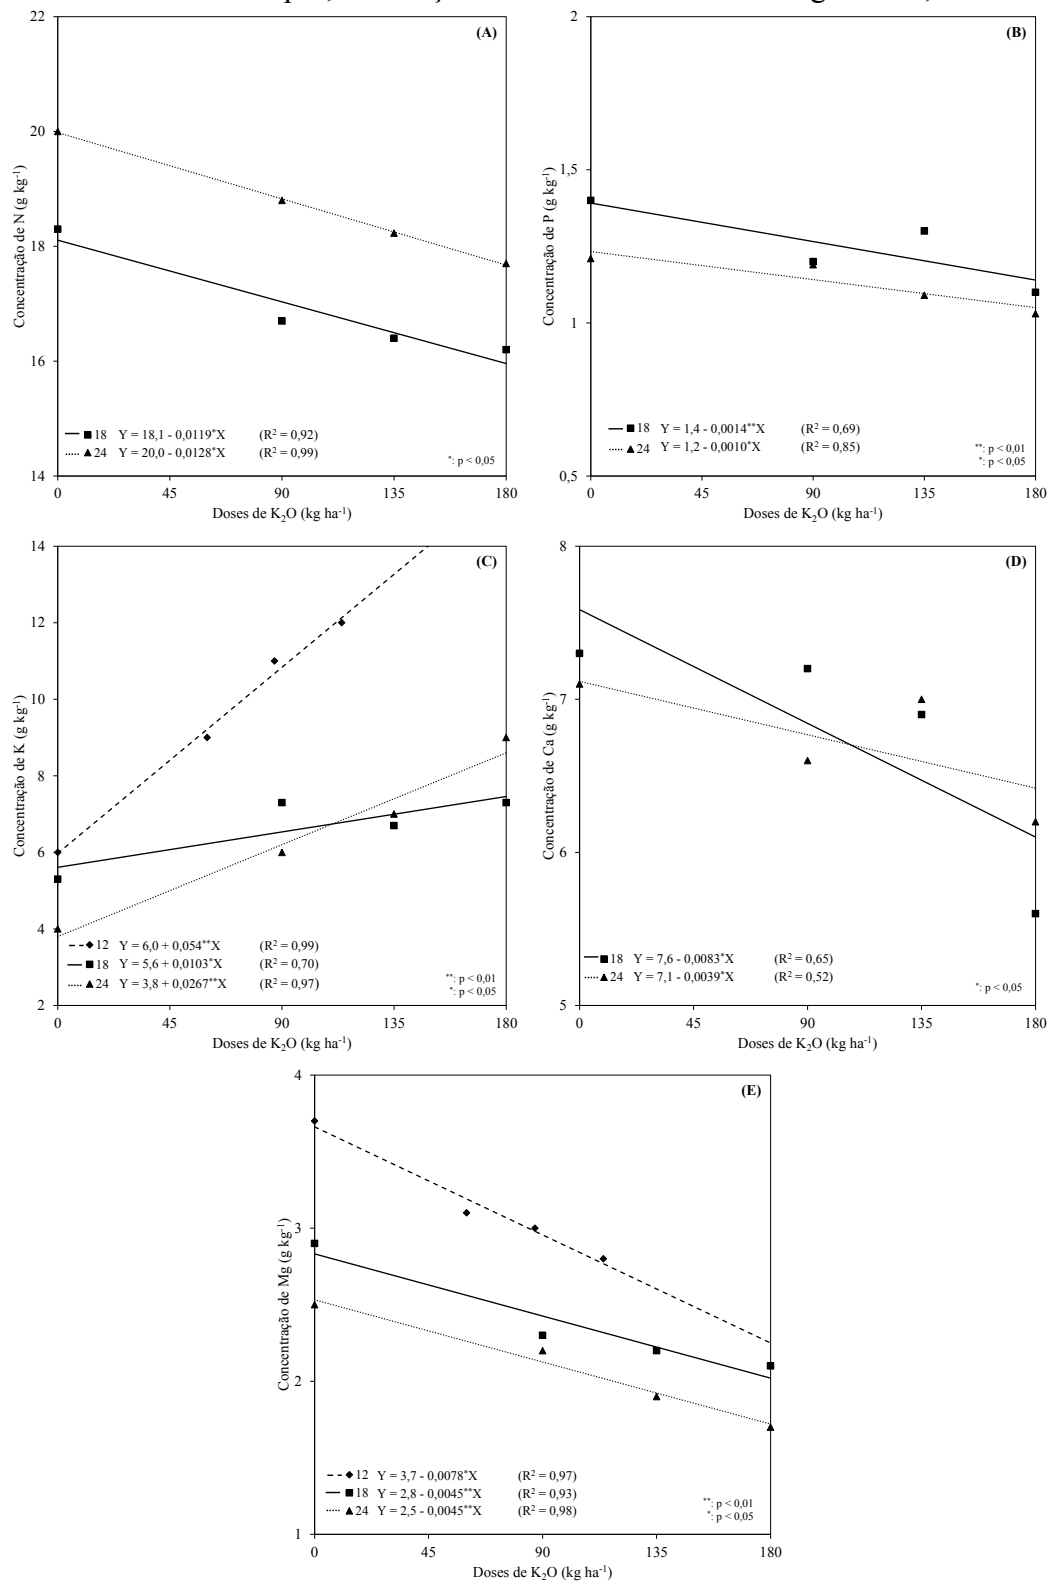 22
(A)
20
18
16
14
Concentração de N (g kg-1)
18 Y = 18,1 - 0,0119*X (R2 = 0,92)
24 Y = 20,0 - 0,0128*X (R2 = 0,99)
*: p < 0,05
0 45 90 135 180
Doses de K2O (kg ha-1)
2
(B)
1,5
1
0,5
Concentração de P (g kg-1)
18 Y = 1,4 - 0,0014**X (R2 = 0,69)
24 Y = 1,2 - 0,0010*X (R2 = 0,85)
**: p < 0,01
*: p < 0,05
0 45 90 135 180
Doses de K2O (kg ha-1)
14
(C)
12
10
8
6
4
2
Concentração de K (g kg-1)
12 Y = 6,0 + 0,054**X (R2 = 0,99)
18 Y = 5,6 + 0,0103*X (R2 = 0,70)
24 Y = 3,8 + 0,0267**X (R2 = 0,97)
**: p < 0,01
*: p < 0,05
0 45 90 135 180
Doses de K2O (kg ha-1)
8
(D)
7
6
5
Concentração de Ca (g kg-1)
18 Y = 7,6 - 0,0083*X (R2 = 0,65)
24 Y = 7,1 - 0,0039*X (R2 = 0,52)
*: p < 0,05
0 45 90 135 180
Doses de K2O (kg ha-1)
4
(E)
3
2
1
Concentração de Mg (g kg-1)
12 Y = 3,7 - 0,0078*X (R2 = 0,97)
18 Y = 2,8 - 0,0045**X (R2 = 0,93)
24 Y = 2,5 - 0,0045**X (R2 = 0,98)
**: p < 0,01
*: p < 0,05
0 45 90 135 180
Doses de K2O (kg ha-1)